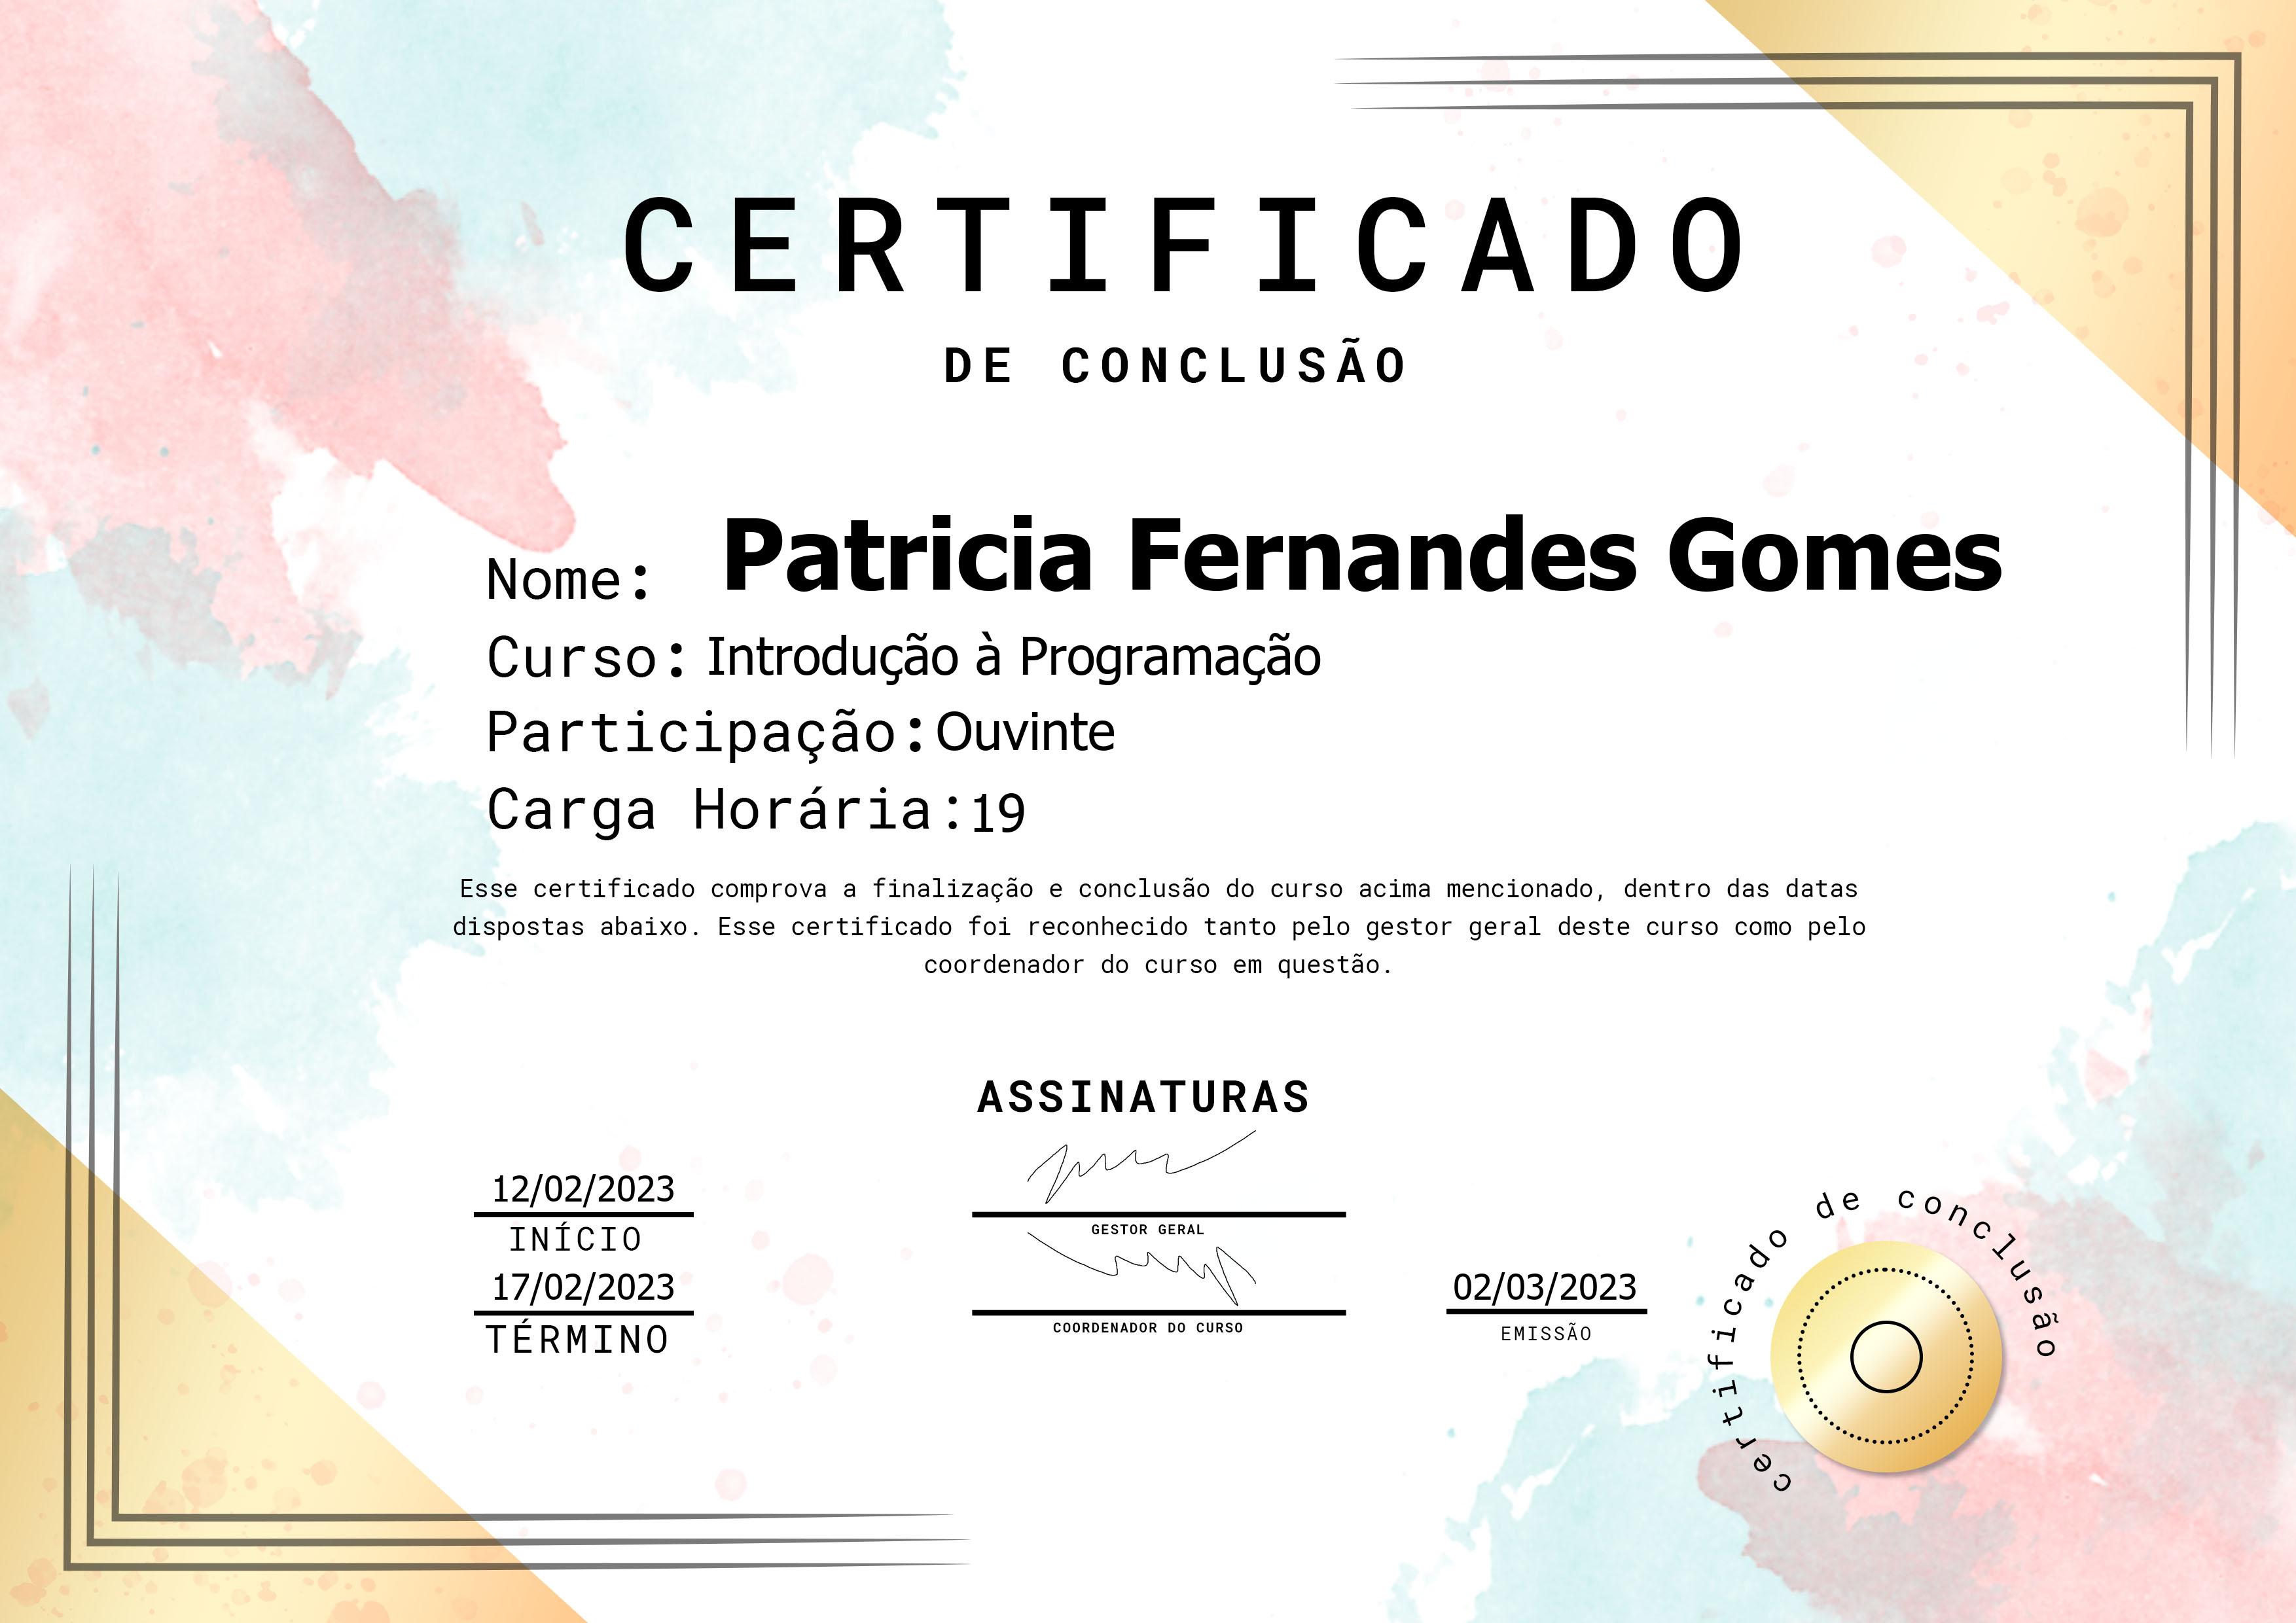 CERTIFICADO
DE CONCLUSÃO
Nome: Patricia Fernandes Gomes
Curso: Introdução à Programação
Participação: Ouvinte
Carga Horária: 19
Esse certificado comprova a finalização e conclusão do curso acima mencionado, dentro das datas
dispostas abaixo. Esse certificado foi reconhecido tanto pelo gestor geral deste curso como pelo
coordenador do curso em questão.
ASSINATURAS
12/02/2023
INÍCIO
GESTOR GERAL
17/02/2023
TÉRMINO
COORDENADOR DO CURSO
02/03/2023
EMISSÃO
certificado de conclusão